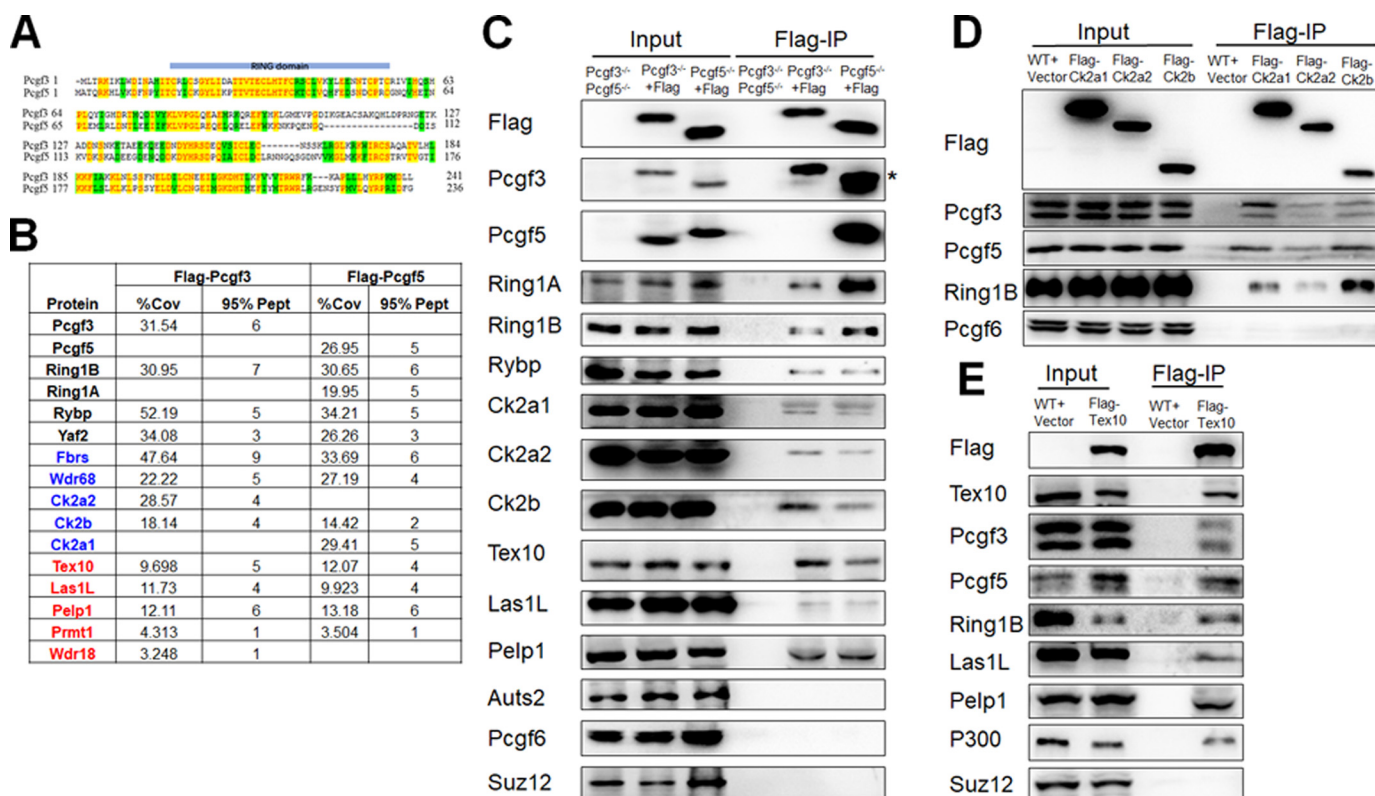 A
RING domain
Pcgf3 1
63
Pcgf5 1
64
Pcgf3 64
127
Pcgf5 65
112
Pcgf3 127
184
Pcgf5 113
176
Pcgf3 185
241
Pcgf5 177
236
B
Flag-Pcgf3 Flag-Pcgf5
Protein %Cov 95% Pept %Cov 95% Pept
Pcgf3 31.54 6
Pcgf5 26.95 5
Ring1B 30.95 7 30.65 6
Ring1A 19.95 5
Rybp 52.19 5 34.21 5
Yaf2 34.08 3 26.26 3
Fbrs 47.64 9 33.69 6
Wdr68 22.22 5 27.19 4
Ck2a2 28.57 4
Ck2b 18.14 4 14.42 2
Ck2a1 29.41 5
Tex10 9.698 5 12.07 4
Las1L 11.73 4 9.923 4
Pelp1 12.11 6 13.18 6
Prmt1 4.313 1 3.504 1
Wdr18 3.248 1
C
Input Flag-IP
Pcgf3-/- Pcgf3-/- Pcgf5-/- Pcgf3-/- Pcgf3-/- Pcgf5-/-
Pcgf5-/- +Flag +Flag Pcgf5-/- +Flag +Flag
Flag
Pcgf3 *
Pcgf5
Ring1A
Ring1B
Rybp
Ck2a1
Ck2a2
Ck2b
Tex10
Las1L
Pelp1
Auts2
Pcgf6
Suz12
D
Input Flag-IP
WT+ Flag- Flag- Flag- WT+ Flag- Flag- Flag-
Vector Ck2a1 Ck2a2 Ck2b Vector Ck2a1 Ck2a2 Ck2b
Flag
Pcgf3
Pcgf5
Ring1B
Pcgf6
E
Input Flag-IP
WT+ Flag- WT+ Flag-
Vector Tex10 Vector Tex10
Flag
Tex10
Pcgf3
Pcgf5
Ring1B
Las1L
Pelp1
P300
Suz12